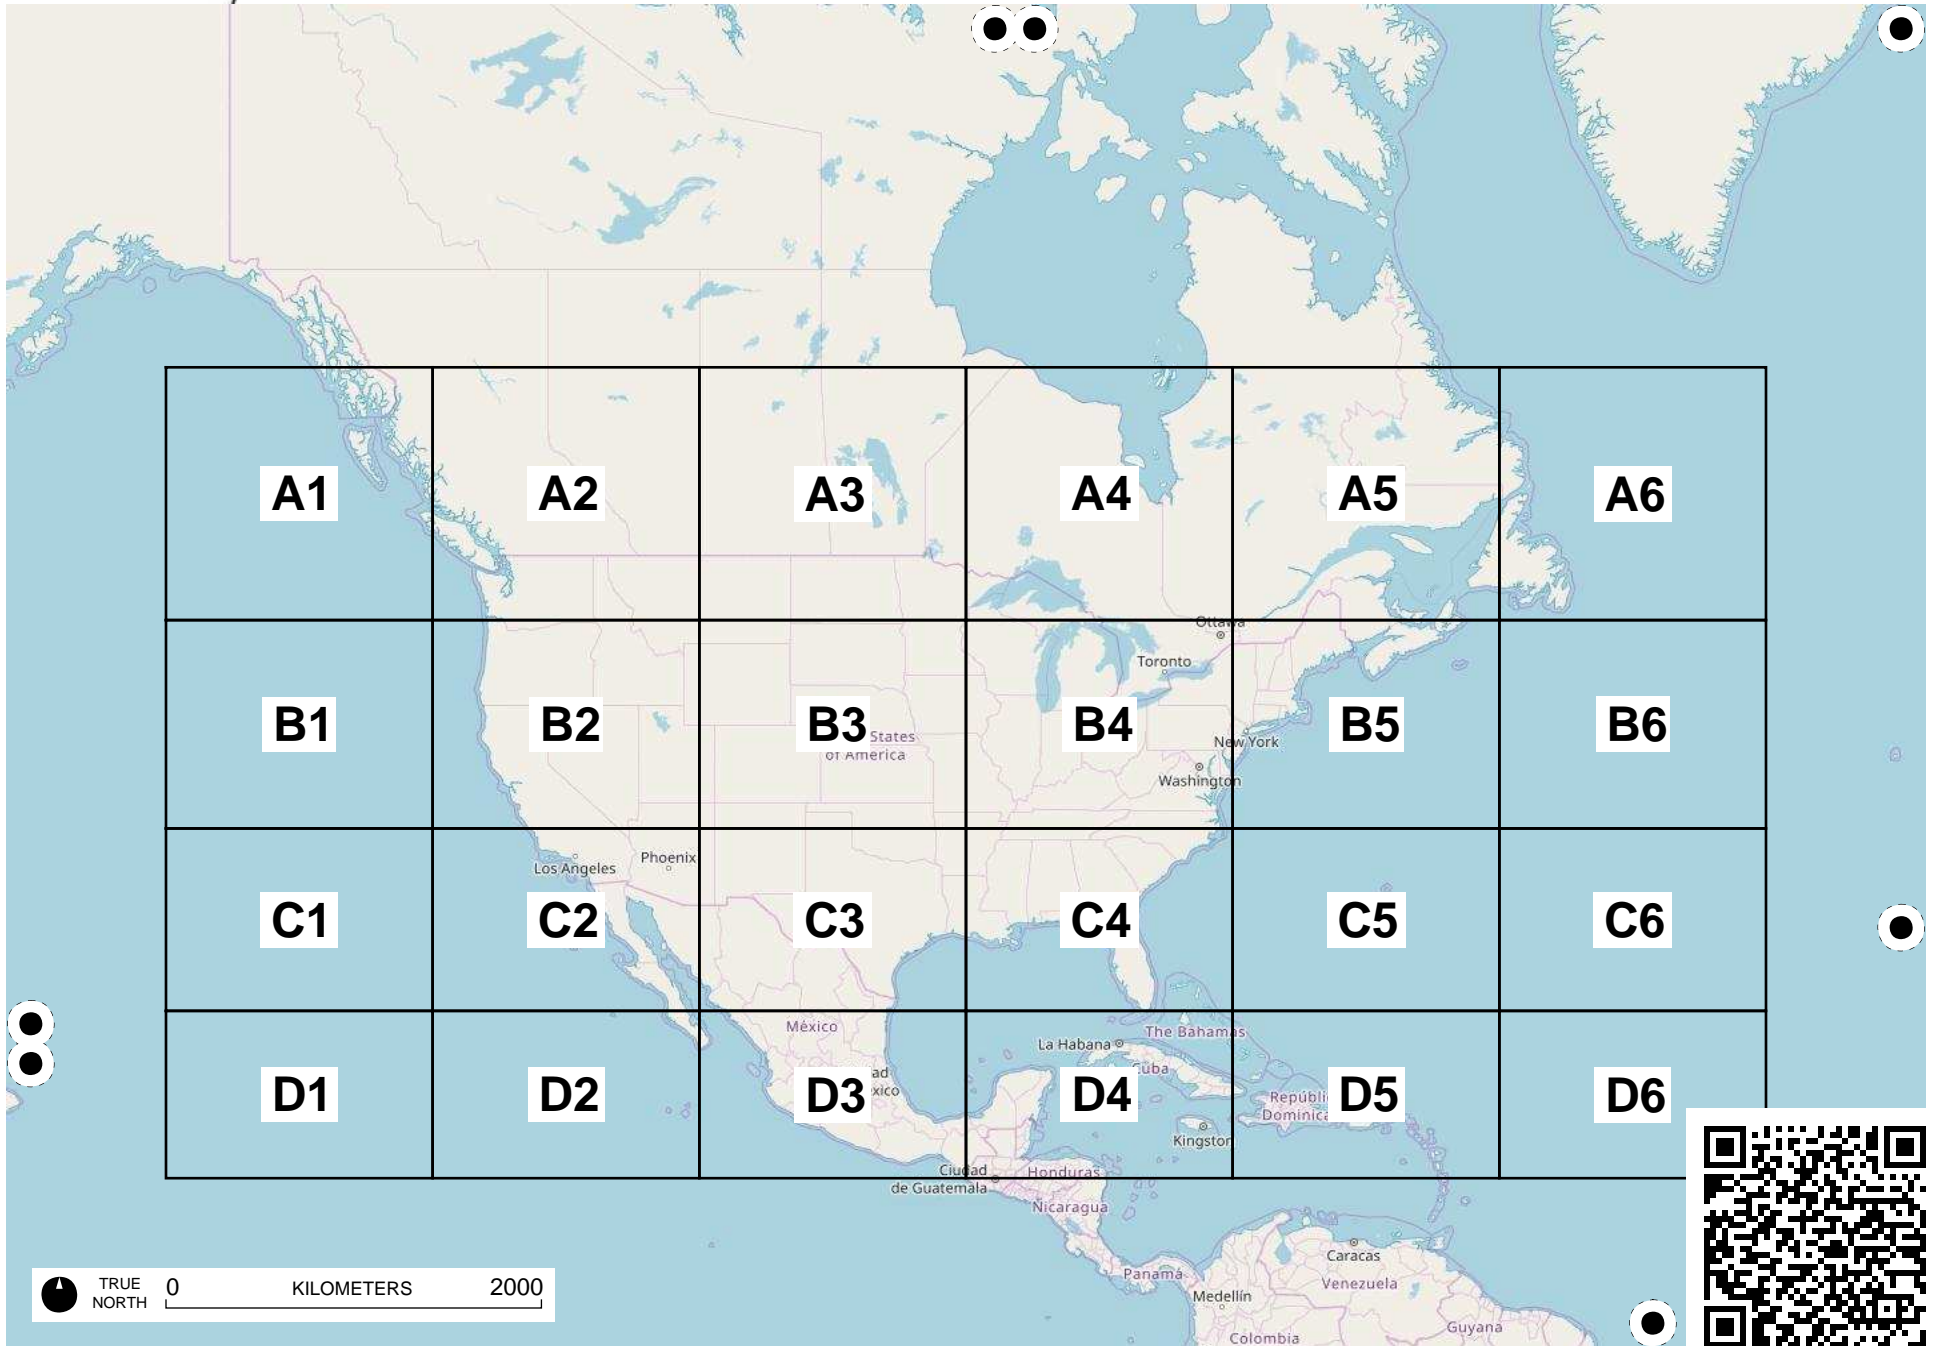 A1 A2 A3 A4 A5 A6
Ottawa
Toronto
B1 B2 B3 B4 B5 B6
States
of America
New York
Washington
Los Angeles
Phoenix
C1 C2 C3 C4 C5 C6
México
The Bahamas
La Habana
Cuba
D1 D2 D3 D4 D5 D6
Kingston
Ciudad
de Guatemala
Honduras
Nicaragua
Caracas
Panamá
Venezuela
Medellín
Guyana
Colombia
TRUE
NORTH
0 KILOMETERS 2000